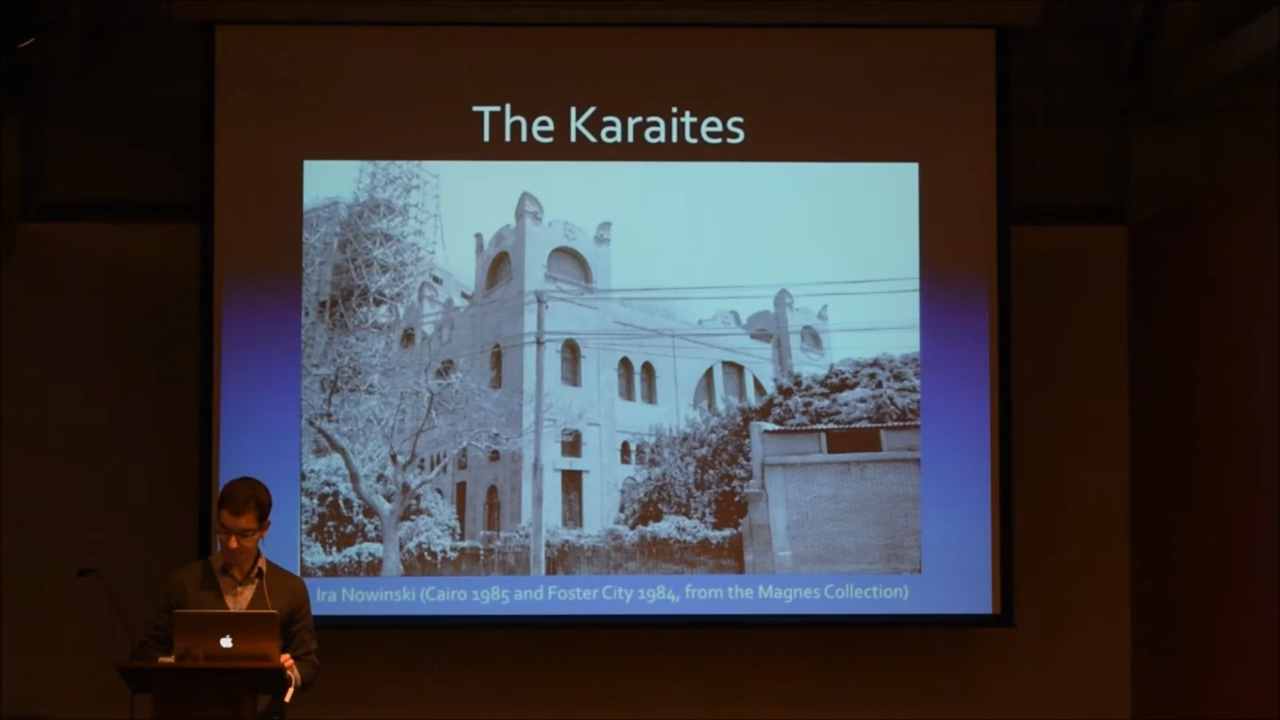 The Karaites
Ira Nowinski (Cairo 1985 and Foster City 1984, from the Magnes Collection)